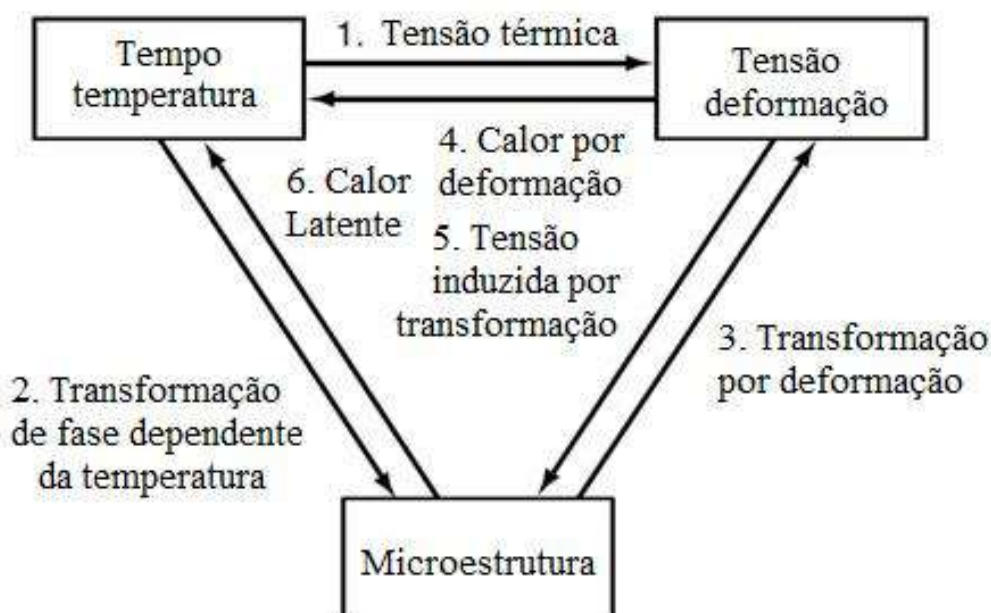 Tempo
temperatura
1. Tensão térmica
Tensão
deformação
4. Calor por
deformação
6. Calor
Latente
5. Tensão
induzida por
transformação
3. Transformação
por deformação
2. Transformação
de fase dependente
da temperatura
Microestrutura